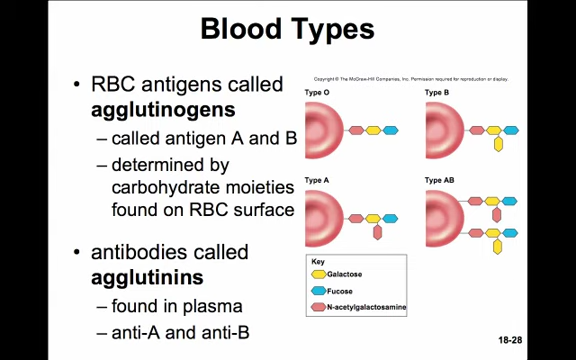 Blood Types
• RBC antigens called
agglutinogens
– called antigen A and B
– determined by
carbohydrate moieties
found on RBC surface
• antibodies called
agglutinins
– found in plasma
– anti-A and anti-B
Copyright © The McGraw-Hill Companies, Inc. Permission required for reproduction or display.
Type O
Type B
Type A
Type AB
Key
Galactose
Fucose
N-acetylgalactosamine
18-28